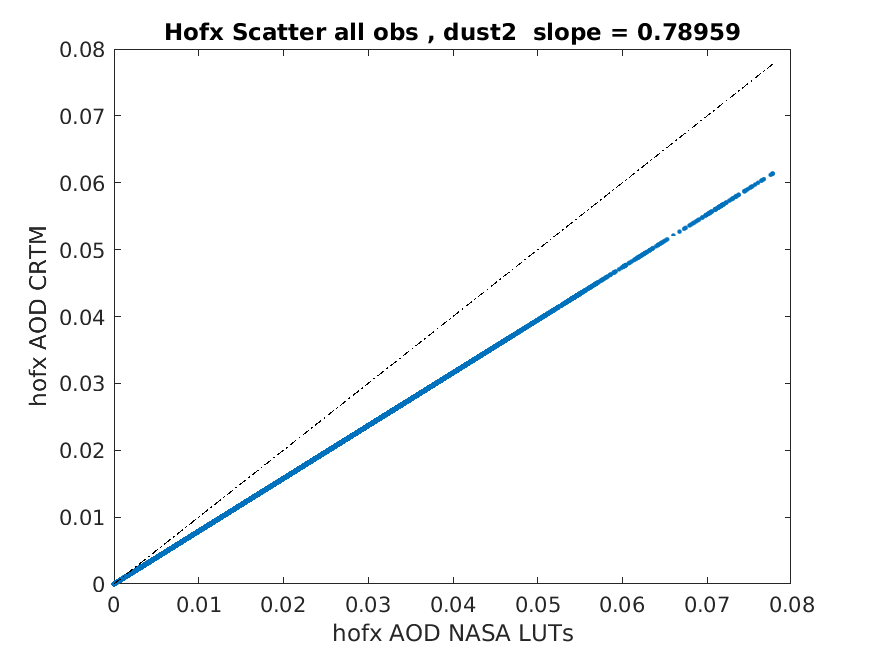 Hofx Scatter all obs , dust2  slope = 0.78959
0.08
0.07
0.06
0.05
0.04
0.03
0.02
0.01
0
hofx AOD CRTM
0 0.01 0.02 0.03 0.04 0.05 0.06 0.07 0.08
hofx AOD NASA LUTs